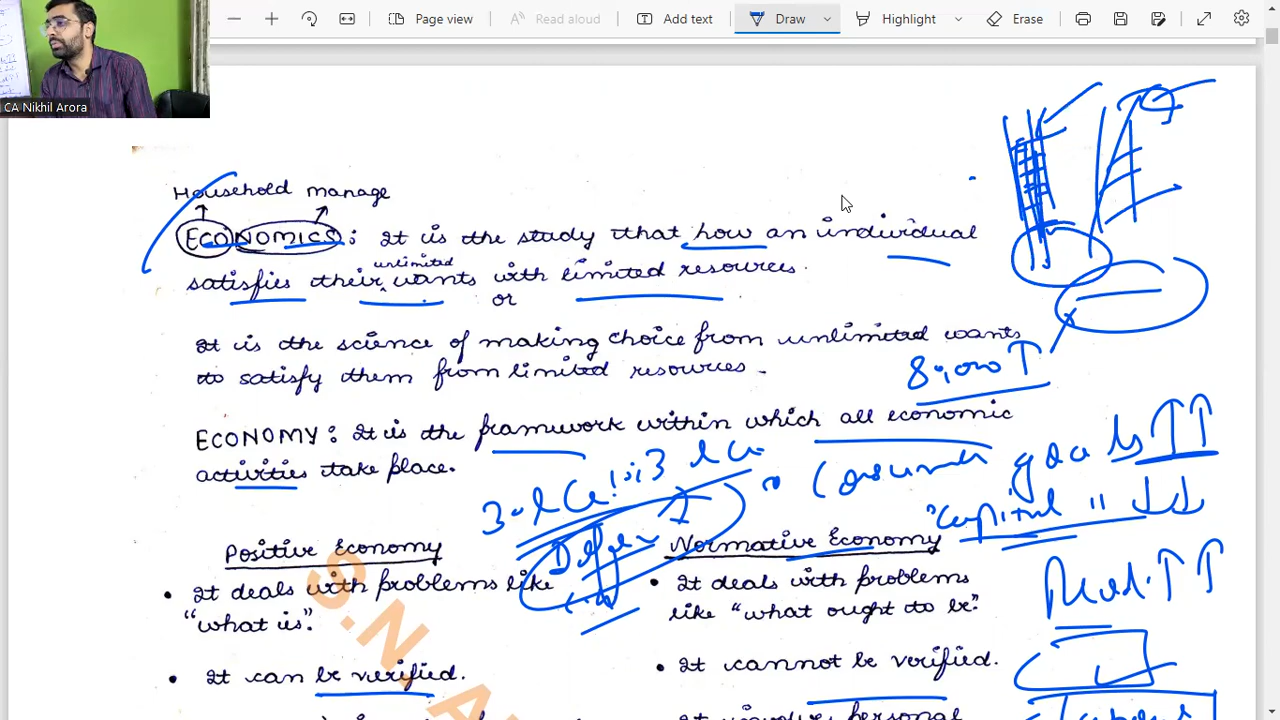 Page view
Read aloud
Add text
Draw
Highlight
Erase
CA Nikhil Arora
Household manage
ECONOMICS: It is the study that how an individual
unlimited
satisfies their wants with limited resources.
or
It is the science of making choice from unlimited wants
to satisfy them from limited resources.
8000 ↑
ECONOMY: It is the framework within which all economic
activities take place.
goods ↑↑
Capital " ↓↓
Positive Economy
Normative Economy
• It deals with problems like
"what is".
• It deals with problems
like "what ought to be".
• It can be verified.
• It cannot be verified.
personal
S.N. A